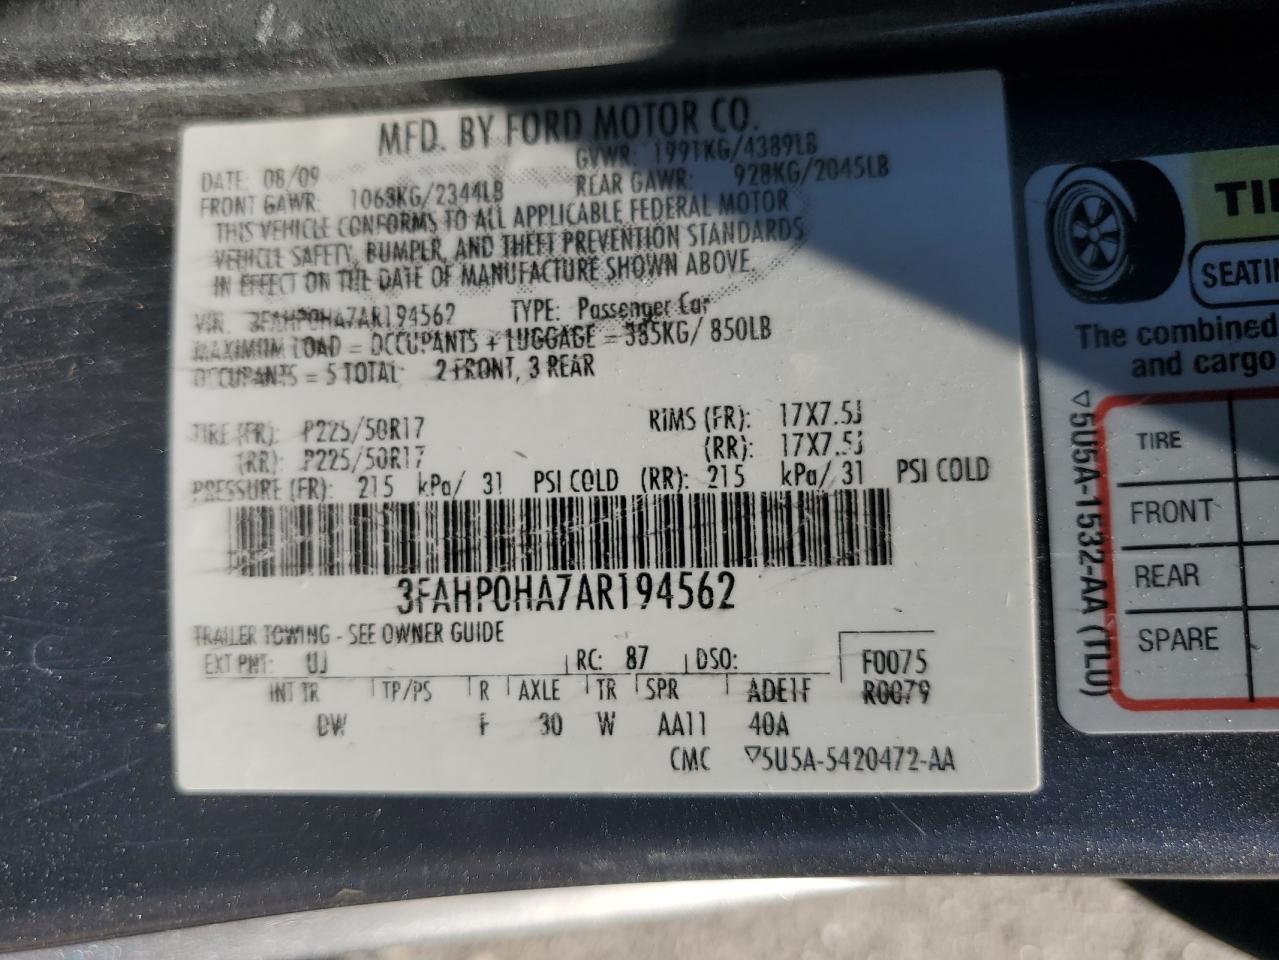 MFD. BY FORD MOTOR CO.
DATE: 08/09 GVWR: 1991KG/4389LB
FRONT GAWR: 1063KG/2344LB REAR GAWR: 928KG/2045LB
THIS VEHICLE CONFORMS TO ALL APPLICABLE FEDERAL MOTOR
VEHICLE SAFETY, BUMPER, AND THEFT PREVENTION STANDARDS
IN EFFECT ON THE DATE OF MANUFACTURE SHOWN ABOVE.
VIN: 3FAHP0HA7AR194562 TYPE: Passenger Car
MAXIMUM LOAD = OCCUPANTS + LUGGAGE = 385KG/ 850LB
OCCUPANTS = 5 TOTAL: 2 FRONT, 3 REAR
TIRE (FR): P225/50R17 RIMS (FR): 17X7.5J
(RR): P225/50R17 (RR): 17X7.5J
PRESSURE (FR): 215 kPa/ 31 PSI COLD (RR): 215 kPa/ 31 PSI COLD
3FAHP0HA7AR194562
TRAILER TOWING - SEE OWNER GUIDE
EXT PNT: UJ RC: 87 DSO: F0075
INT TR TP/PS R AXLE TR SPR ADE1F R0079
DW F 30 W AA11 40A
CMC ▽5U5A-5420472-AA
TI
SEATIN
The combined
and cargo
▽5U5A-1532-AA (TLU)
TIRE
FRONT
REAR
SPARE